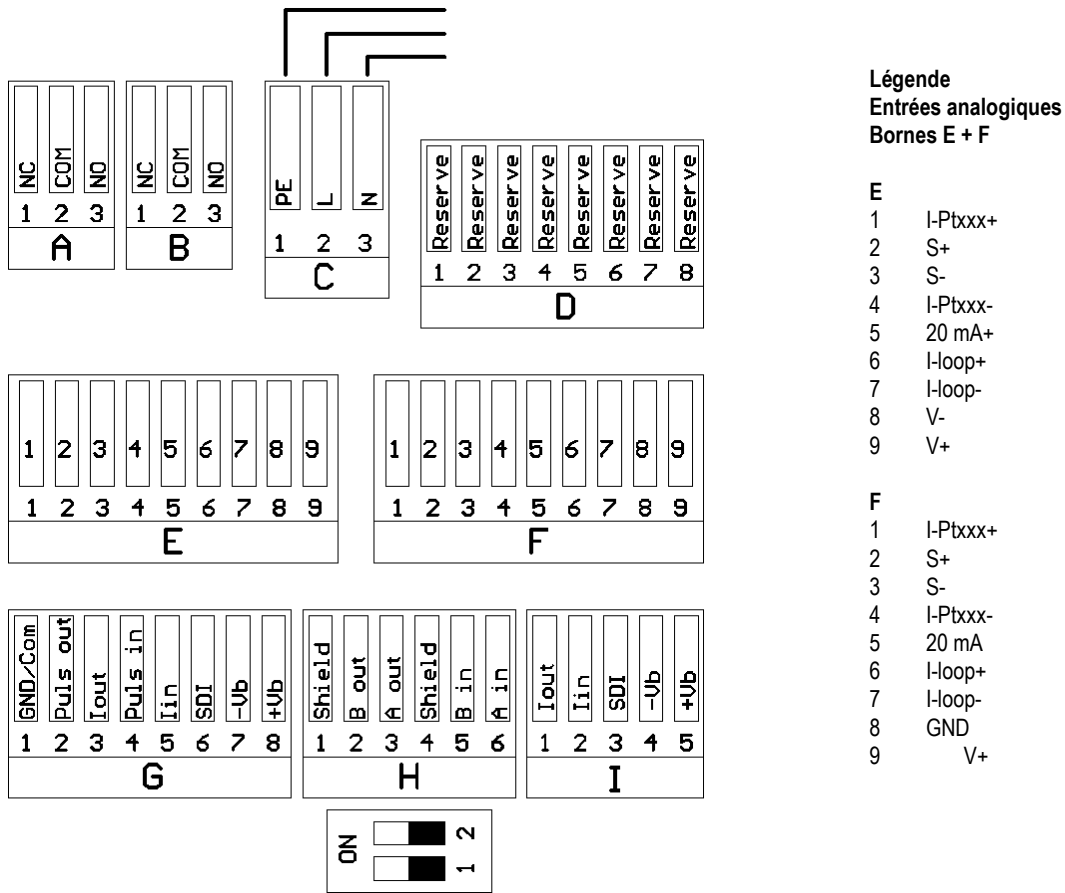 NC COM NO
1 2 3
A
NC COM NO
1 2 3
B
PE L N
1 2 3
C
Reserve Reserve Reserve Reserve Reserve Reserve Reserve Reserve
1 2 3 4 5 6 7 8
D
1 2 3 4 5 6 7 8 9
1 2 3 4 5 6 7 8 9
E
1 2 3 4 5 6 7 8 9
1 2 3 4 5 6 7 8 9
F
GND/Com Puls out Iout Puls in Iin SDI -Vb +Vb
1 2 3 4 5 6 7 8
G
Shield B out A out Shield B in A in
1 2 3 4 5 6
H
Iout Iin SDI -Vb +Vb
1 2 3 4 5
I
ON
2
1
Légende
Entrées analogiques
Bornes E + F
E
1 I-Ptxxx+
2 S+
3 S-
4 I-Ptxxx-
5 20 mA+
6 I-loop+
7 I-loop-
8 V-
9 V+
F
1 I-Ptxxx+
2 S+
3 S-
4 I-Ptxxx-
5 20 mA
6 I-loop+
7 I-loop-
8 GND
9 V+